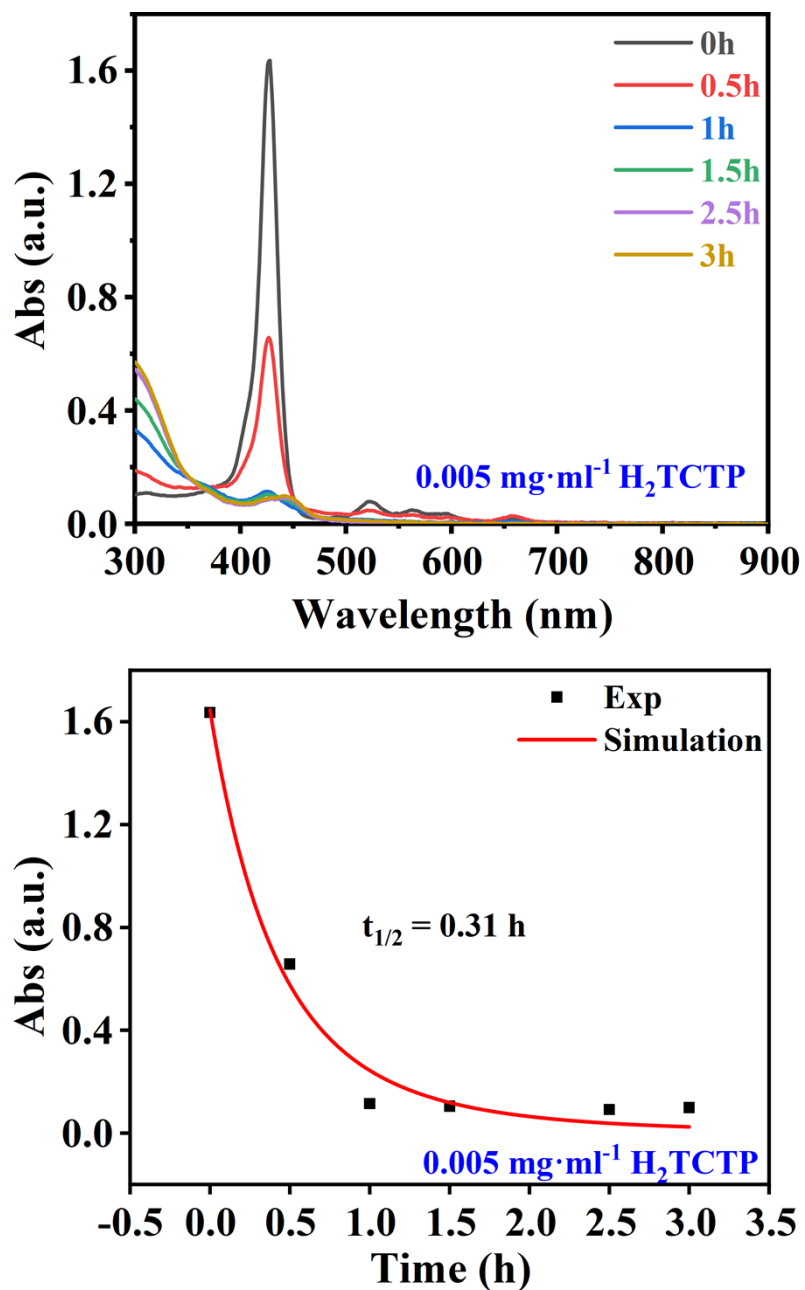 0h
0.5h
1h
1.5h
2.5h
3h
1.6
1.2
0.8
0.4
0.0
Abs (a.u.)
0.005 mg·ml⁻¹ H₂TCTP
300 400 500 600 700 800 900
Wavelength (nm)
Exp
Simulation
1.6
1.2
0.8
0.4
0.0
Abs (a.u.)
t₁/₂ = 0.31 h
0.005 mg·ml⁻¹ H₂TCTP
-0.5 0.0 0.5 1.0 1.5 2.0 2.5 3.0 3.5
Time (h)